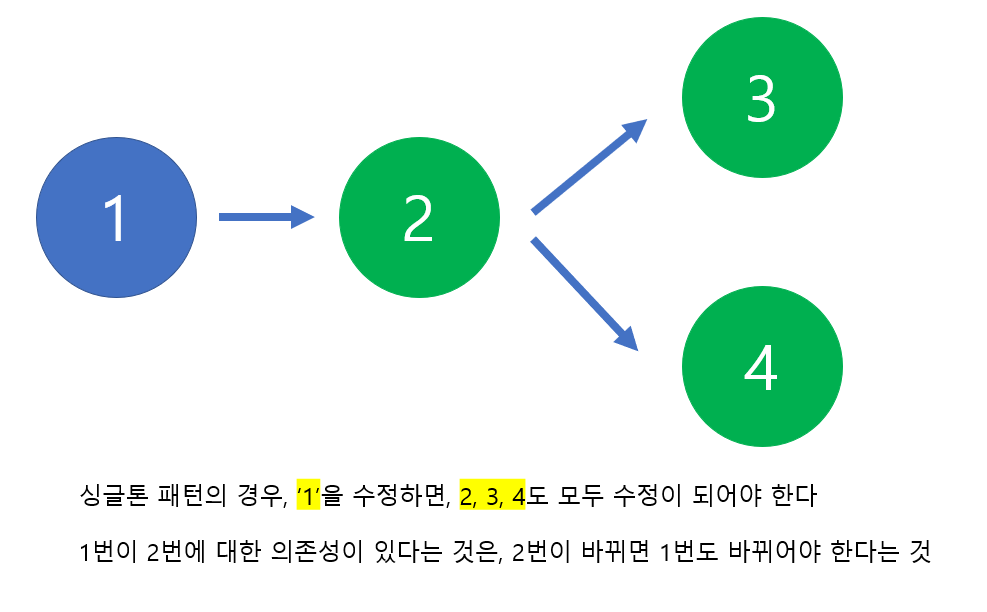 3
1
2
4
싱글톤 패턴의 경우, ‘1’을 수정하면, 2, 3, 4도 모두 수정이 되어야 한다
1번이 2번에 대한 의존성이 있다는 것은, 2번이 바뀌면 1번도 바뀌어야 한다는 것